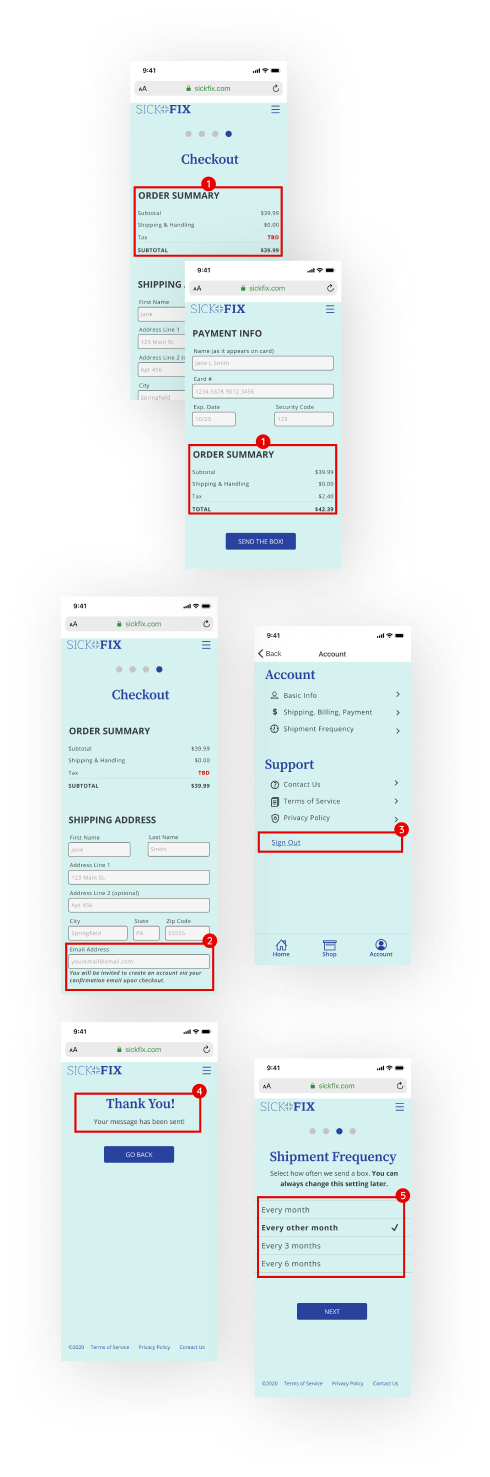 9:41
AA sickfix.com
SICK FIX
Checkout
1
ORDER SUMMARY
Subtotal $39.99
Shipping & Handling $0.00
Tax TBD
SUBTOTAL $39.99
SHIPPING
First Name
Jane
Address Line 1
123 Main St.
Address Line 2 (
Apt 456
City
Springfield
9:41
AA sickfix.com
SICK FIX
PAYMENT INFO
Name (as it appears on card)
Jane L Smith
Card #
1234 5678 9012 3456
Exp. Date Security Code
10/23 123
1
ORDER SUMMARY
Subtotal $39.99
Shipping & Handling $0.00
Tax $2.40
TOTAL $42.39
SEND THE BOX!
9:41
AA sickfix.com
SICK FIX
Checkout
ORDER SUMMARY
Subtotal $39.99
Shipping & Handling $0.00
Tax TBD
SUBTOTAL $39.99
SHIPPING ADDRESS
First Name Last Name
Jane Smith
Address Line 1
123 Main St.
Address Line 2 (optional)
Apt 456
City State Zip Code
Springfield PA 55555
2
Email Address
youremail@email.com
You will be invited to create an account via your
confirmation email upon checkout.
9:41
Back Account
Account
Basic Info
Shipping, Billing, Payment
Shipment Frequency
Support
Contact Us
Terms of Service
Privacy Policy
3
Sign Out
Home Shop Account
9:41
AA sickfix.com
SICK FIX
4
Thank You!
Your message has been sent!
GO BACK
©2020 Terms of Service Privacy Policy Contact Us
9:41
AA sickfix.com
SICK FIX
Shipment Frequency
Select how often we send a box. You can
always change this setting later.
5
Every month
Every other month
Every 3 months
Every 6 months
NEXT
©2020 Terms of Service Privacy Policy Contact Us